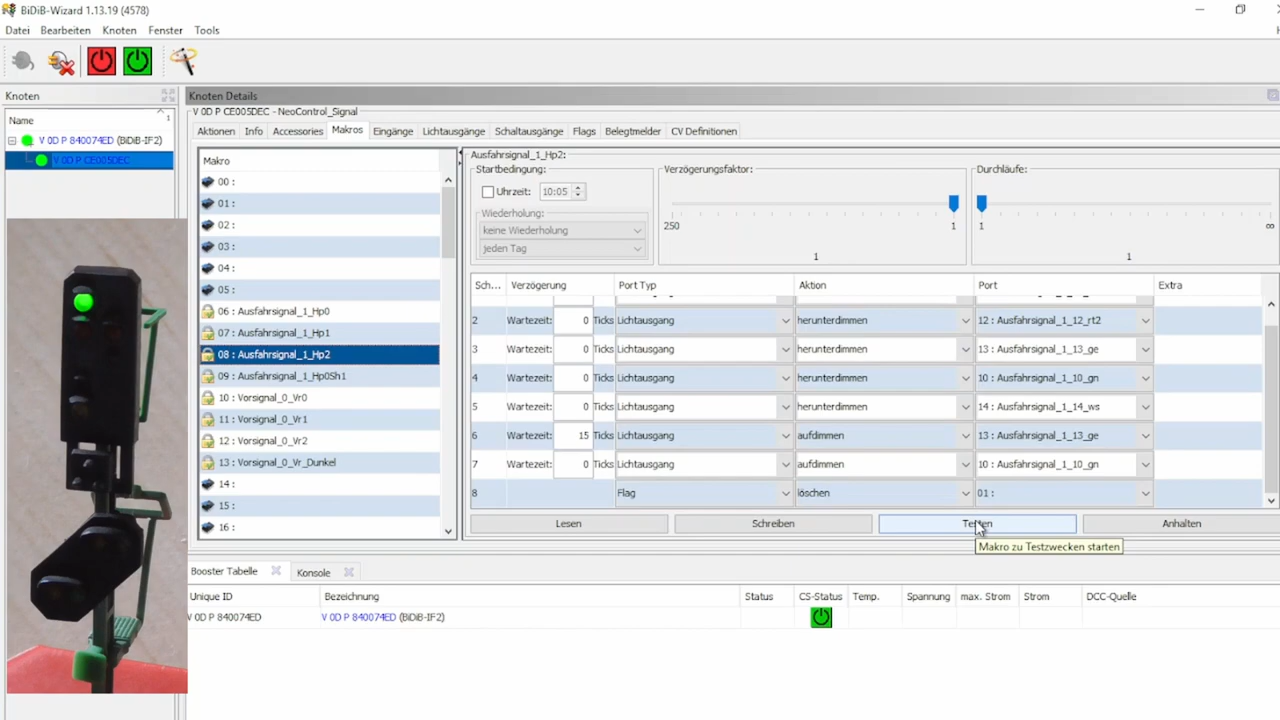 BiDiB-Wizard 1.13.19 (4578)
Datei Bearbeiten Knoten Fenster Tools
Knoten
Name 1
V 0D P 840074ED (BiDiB-IF2)
V 0D P CE005DEC
Knoten Details
V 0D P CE005DEC - NeoControl_Signal
Aktionen Info Accessories Makros Eingänge Lichtausgänge Schaltausgänge Flags Belegtmelder CV Definitionen
Makro
00 :
01 :
02 :
03 :
04 :
05 :
06 : Ausfahrsignal_1_Hp0
07 : Ausfahrsignal_1_Hp1
08 : Ausfahrsignal_1_Hp2
09 : Ausfahrsignal_1_Hp0Sh1
10 : Vorsignal_0_Vr0
11 : Vorsignal_0_Vr1
12 : Vorsignal_0_Vr2
13 : Vorsignal_0_Vr_Dunkel
14 :
15 :
16 :
Ausfahrsignal_1_Hp2:
Startbedingung:
Uhrzeit: 10:05
Wiederholung:
keine Wiederholung
jeden Tag
Verzögerungsfaktor:
250 1
1
Durchläufe:
1 ∞
1
Sch... Verzögerung Port Typ Aktion Port Extra
2 Wartezeit: 0 Ticks Lichtausgang herunterdimmen 12 : Ausfahrsignal_1_12_rt2
3 Wartezeit: 0 Ticks Lichtausgang herunterdimmen 13 : Ausfahrsignal_1_13_ge
4 Wartezeit: 0 Ticks Lichtausgang herunterdimmen 10 : Ausfahrsignal_1_10_gn
5 Wartezeit: 0 Ticks Lichtausgang herunterdimmen 14 : Ausfahrsignal_1_14_ws
6 Wartezeit: 15 Ticks Lichtausgang aufdimmen 13 : Ausfahrsignal_1_13_ge
7 Wartezeit: 0 Ticks Lichtausgang aufdimmen 10 : Ausfahrsignal_1_10_gn
8 Flag löschen 01 :
Lesen Schreiben Testen Anhalten
Makro zu Testzwecken starten
Booster Tabelle Konsole
Unique ID Bezeichnung Status CS-Status Temp. Spannung max. Strom Strom DCC-Quelle
V 0D P 840074ED V 0D P 840074ED (BiDiB-IF2)